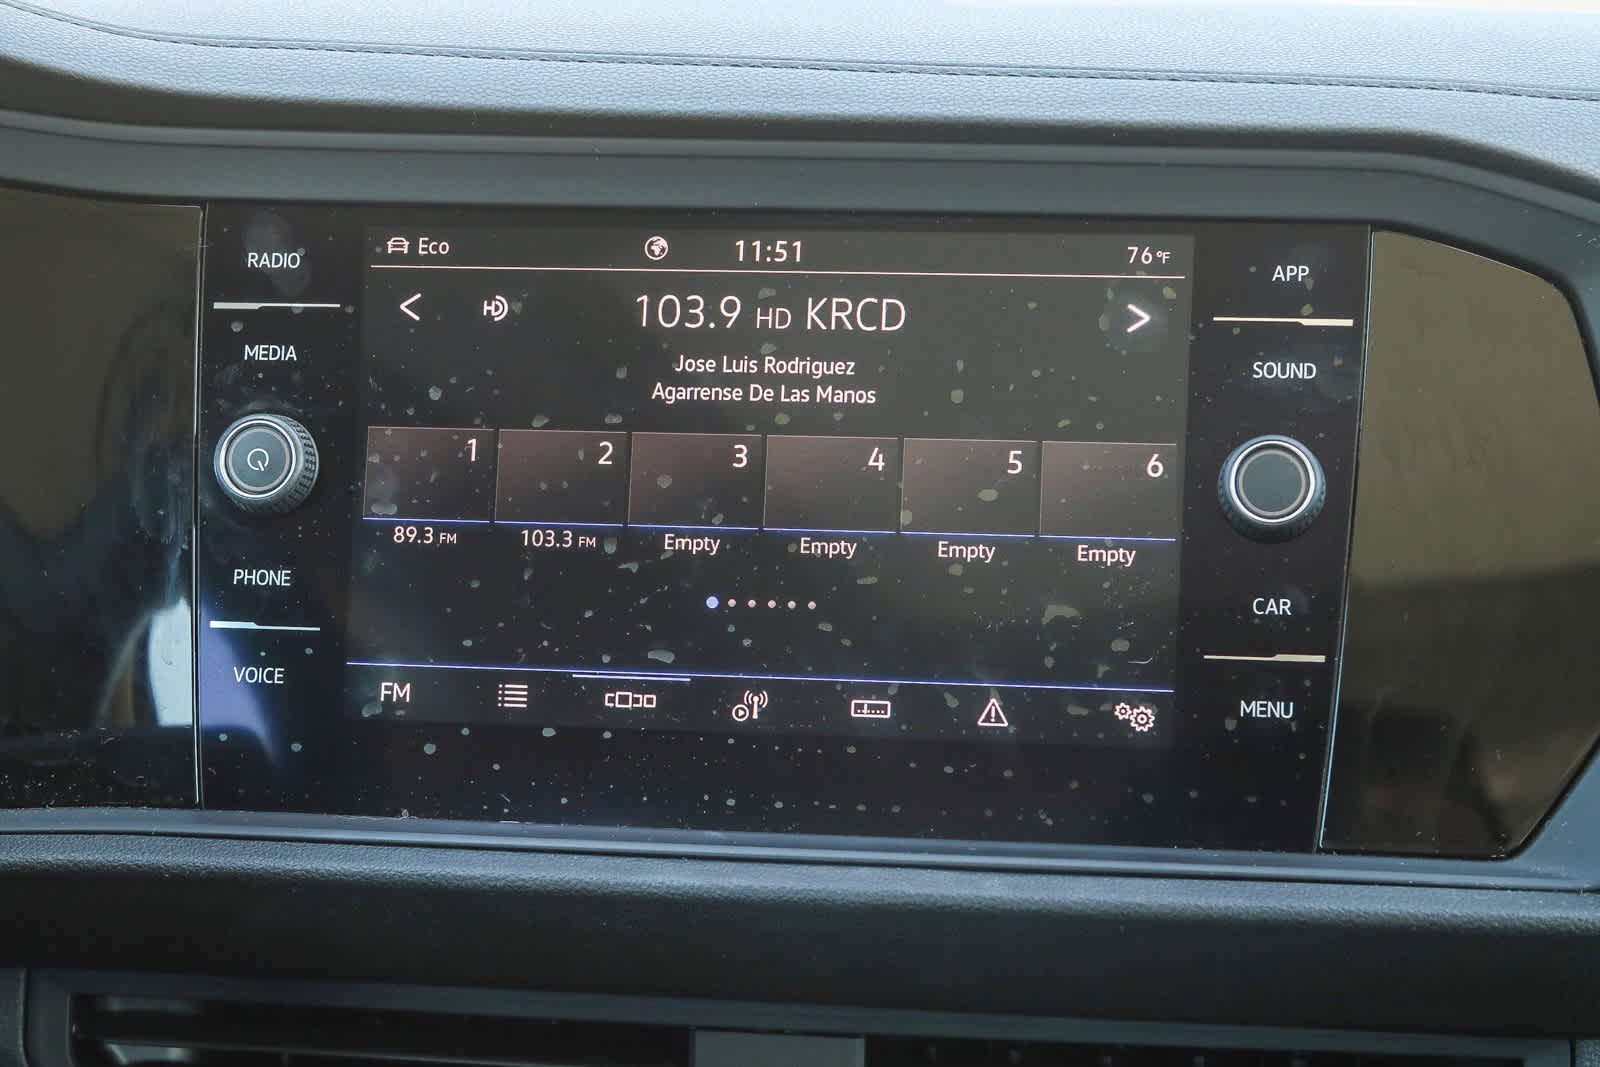 RADIO
MEDIA
PHONE
VOICE
Eco
11:51
76°F
103.9 HD KRCD
Jose Luis Rodriguez
Agarrense De Las Manos
1 2 3 4 5 6
89.3 FM 103.3 FM Empty Empty Empty Empty
FM
APP
SOUND
CAR
MENU